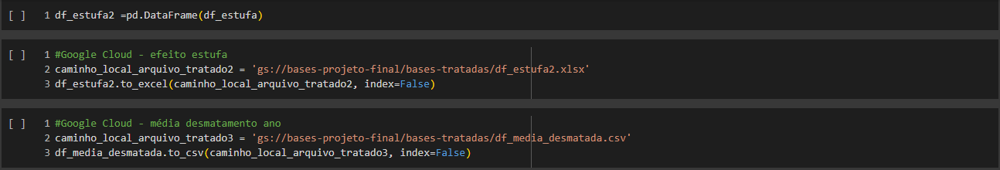 [ ] 1 df_estufa2 =pd.DataFrame(df_estufa)
[ ] 1 #Google Cloud - efeito estufa
2 caminho_local_arquivo_tratado2 = 'gs://bases-projeto-final/bases-tratadas/df_estufa2.xlsx'
3 df_estufa2.to_excel(caminho_local_arquivo_tratado2, index=False)
[ ] 1 #Google Cloud - média desmatamento ano
2 caminho_local_arquivo_tratado3 = 'gs://bases-projeto-final/bases-tratadas/df_media_desmatada.csv'
3 df_media_desmatada.to_csv(caminho_local_arquivo_tratado3, index=False)